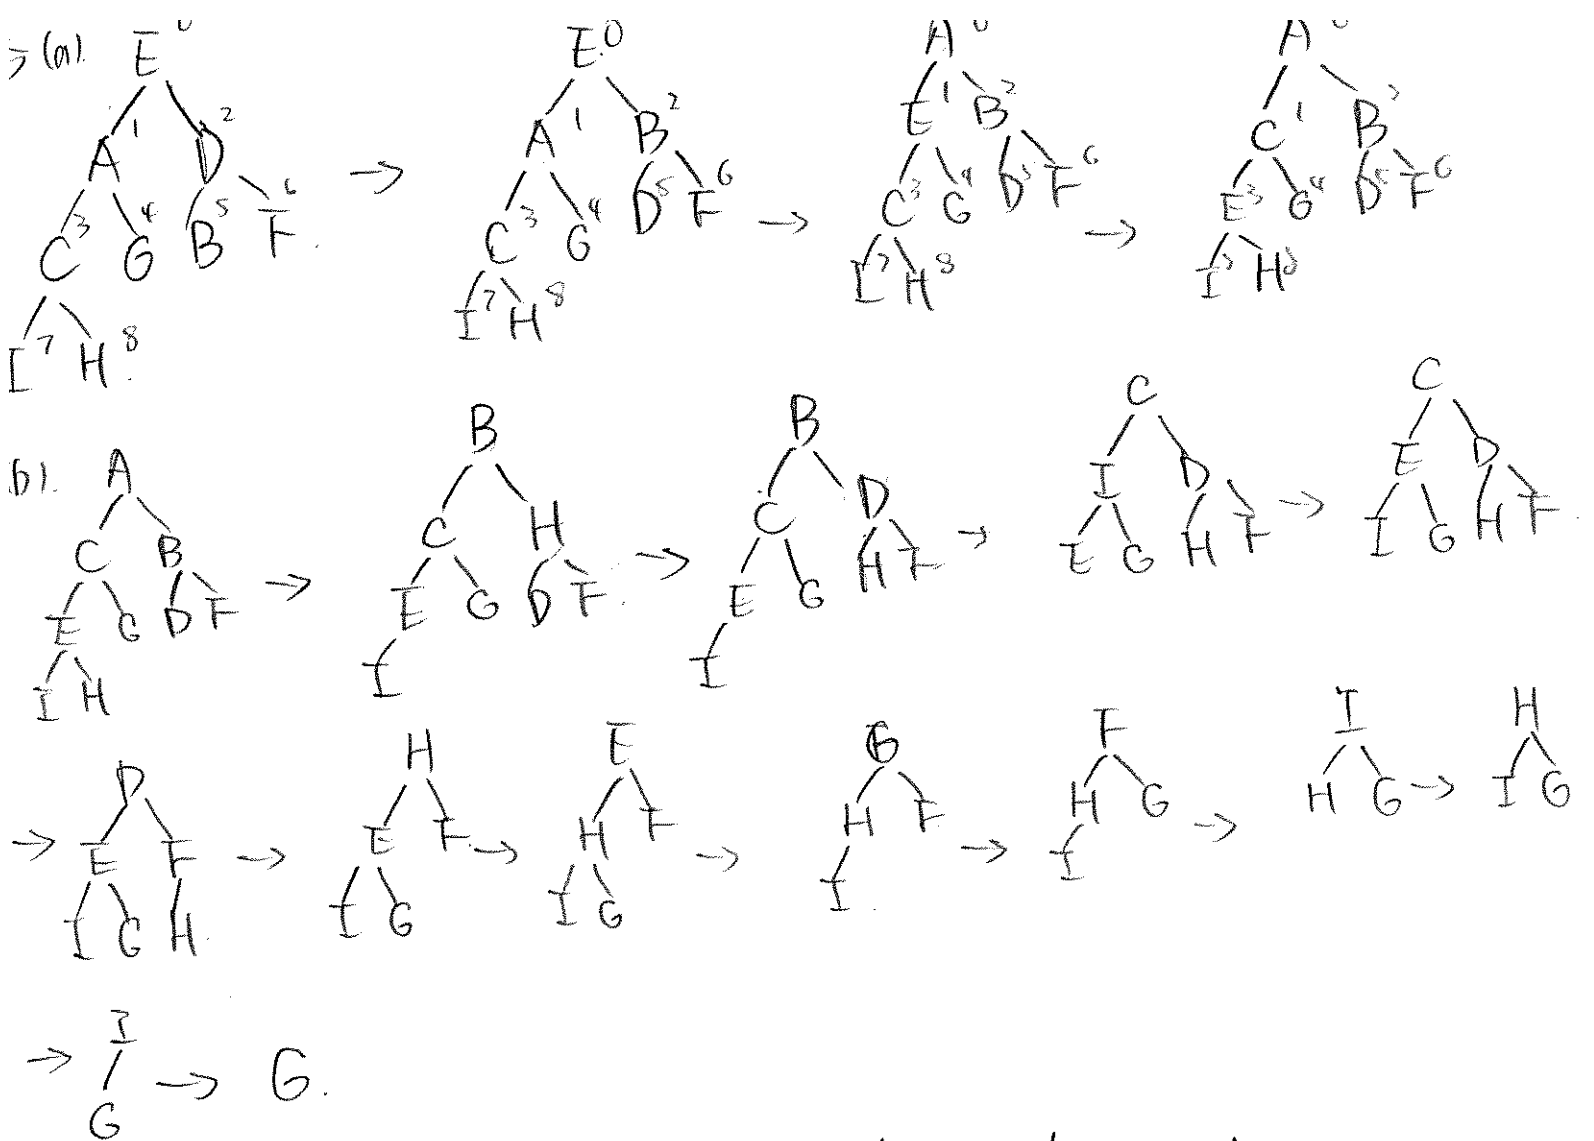 (a). E 0 → E 0 → A 0 → A 0
A 1 D 2 A 1 B 2 E 1 B 2 C 1 B 2
C 3 G 4 B 5 F 6 C 3 G 4 D 5 F 6 C 3 G 4 D 5 F 6 E 3 G 4 D 5 F 6
I 7 H 8 I 7 H 8 I 7 H 8 I 7 H 8
b). A → B → B → C → C
C B C H C D I D E D
E G D F E G D F E G H F E G H F I G H F
I H I I
→ D → H → E → G → F → I → H
E F E F H F H F H G H G I G
I G H I G I G I I
→ I → G.
G